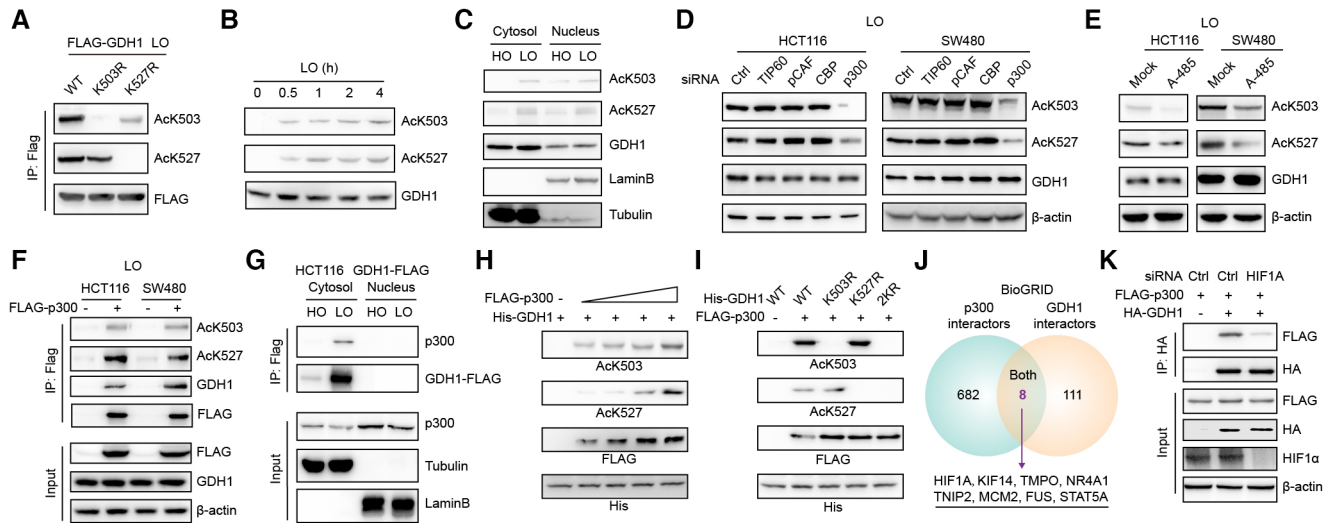 A
FLAG-GDH1 LO
WT K503R K527R
IP: Flag
AcK503
AcK527
FLAG
B
LO (h)
0 0.5 1 2 4
AcK503
AcK527
GDH1
C
Cytosol Nucleus
HO LO HO LO
AcK503
AcK527
GDH1
LaminB
Tubulin
D
LO
HCT116 SW480
siRNA Ctrl TIP60 pCAF CBP p300 Ctrl TIP60 pCAF CBP p300
AcK503
AcK527
GDH1
β-actin
E
LO
HCT116 SW480
Mock A-485 Mock A-485
AcK503
AcK527
GDH1
β-actin
F
LO
HCT116 SW480
FLAG-p300 - + - +
IP: Flag
AcK503
AcK527
GDH1
FLAG
Input
FLAG
GDH1
β-actin
G
HCT116 GDH1-FLAG
Cytosol Nucleus
HO LO HO LO
IP: Flag
p300
GDH1-FLAG
Input
p300
Tubulin
LaminB
H
FLAG-p300 -
His-GDH1 + + + + +
AcK503
AcK527
FLAG
His
I
His-GDH1 WT WT K503R K527R 2KR
FLAG-p300 - + + + +
AcK503
AcK527
FLAG
His
J
BioGRID
p300 GDH1
interactors interactors
Both
682 8 111
HIF1A, KIF14, TMPO, NR4A1
TNIP2, MCM2, FUS, STAT5A
K
siRNA Ctrl Ctrl HIF1A
FLAG-p300 + + +
HA-GDH1 - + +
IP: HA
FLAG
HA
Input
FLAG
HA
HIF1α
β-actin